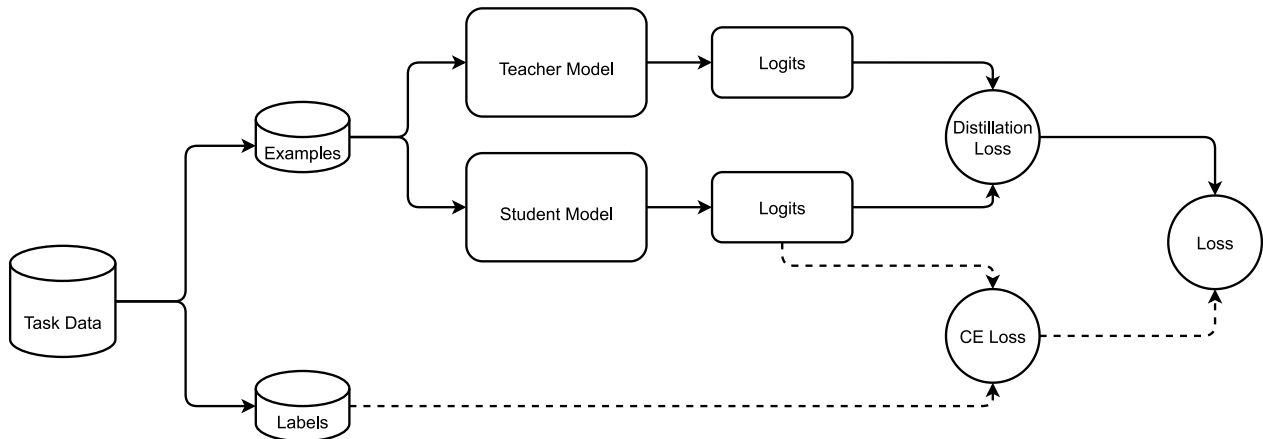 Teacher Model
Logits
Examples
Distillation
Loss
Student Model
Logits
Loss
Task Data
CE Loss
Labels